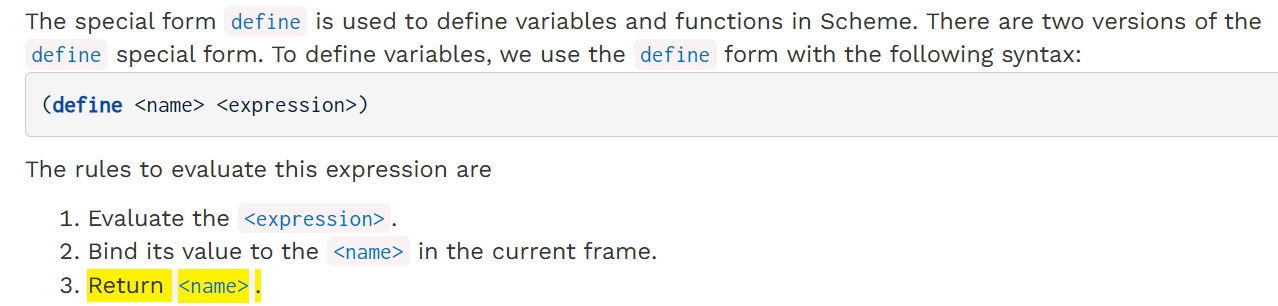 The special form define is used to define variables and functions in Scheme. There are two versions of the
define special form. To define variables, we use the define form with the following syntax:
(define <name> <expression>)
The rules to evaluate this expression are
1. Evaluate the <expression>.
2. Bind its value to the <name> in the current frame.
3. Return <name>.